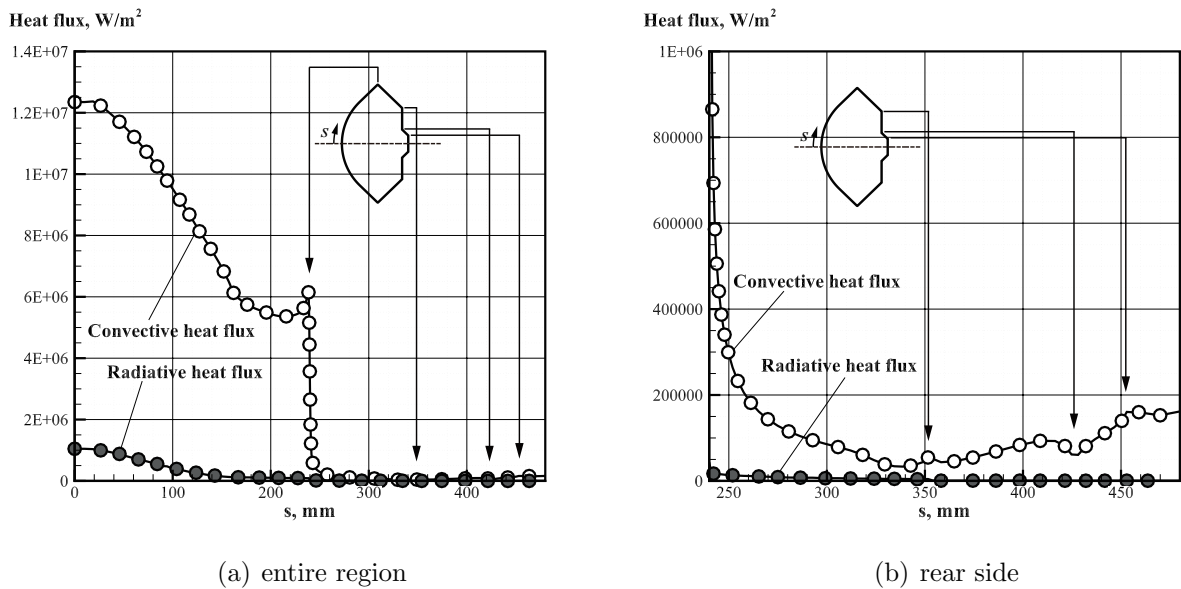 Heat flux, W/m2
1.4E+07
1.2E+07
1E+07
8E+06
6E+06
4E+06
2E+06
0
0
100
200
300
400
s, mm
s
Convective heat flux
Radiative heat flux
(a) entire region
Heat flux, W/m2
1E+06
800000
600000
400000
200000
0
250
300
350
400
450
s, mm
s
Convective heat flux
Radiative heat flux
(b) rear side